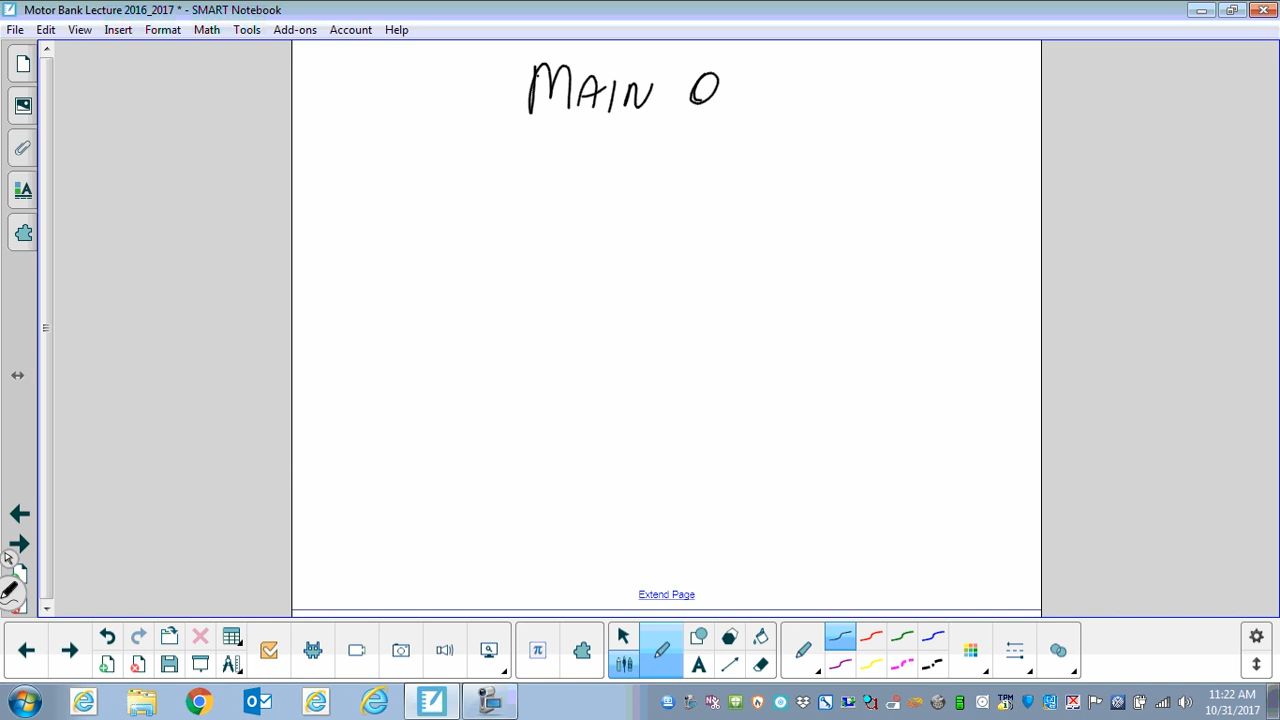 Motor Bank Lecture 2016_2017 * - SMART Notebook
File Edit View Insert Format Math Tools Add-ons Account Help
MAIN O
Extend Page
11:22 AM
10/31/2017